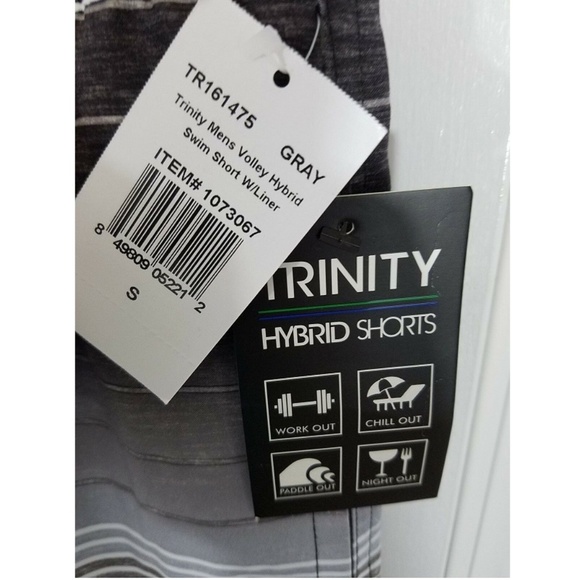 TR161475 GRAY
Trinity Mens Volley Hybrid
Swim Short W/Liner
ITEM# 1073067
8 49809 05221 2
S
TRINITY
HYBRID SHORTS
WORK OUT
CHILL OUT
PADDLE OUT
NIGHT OUT